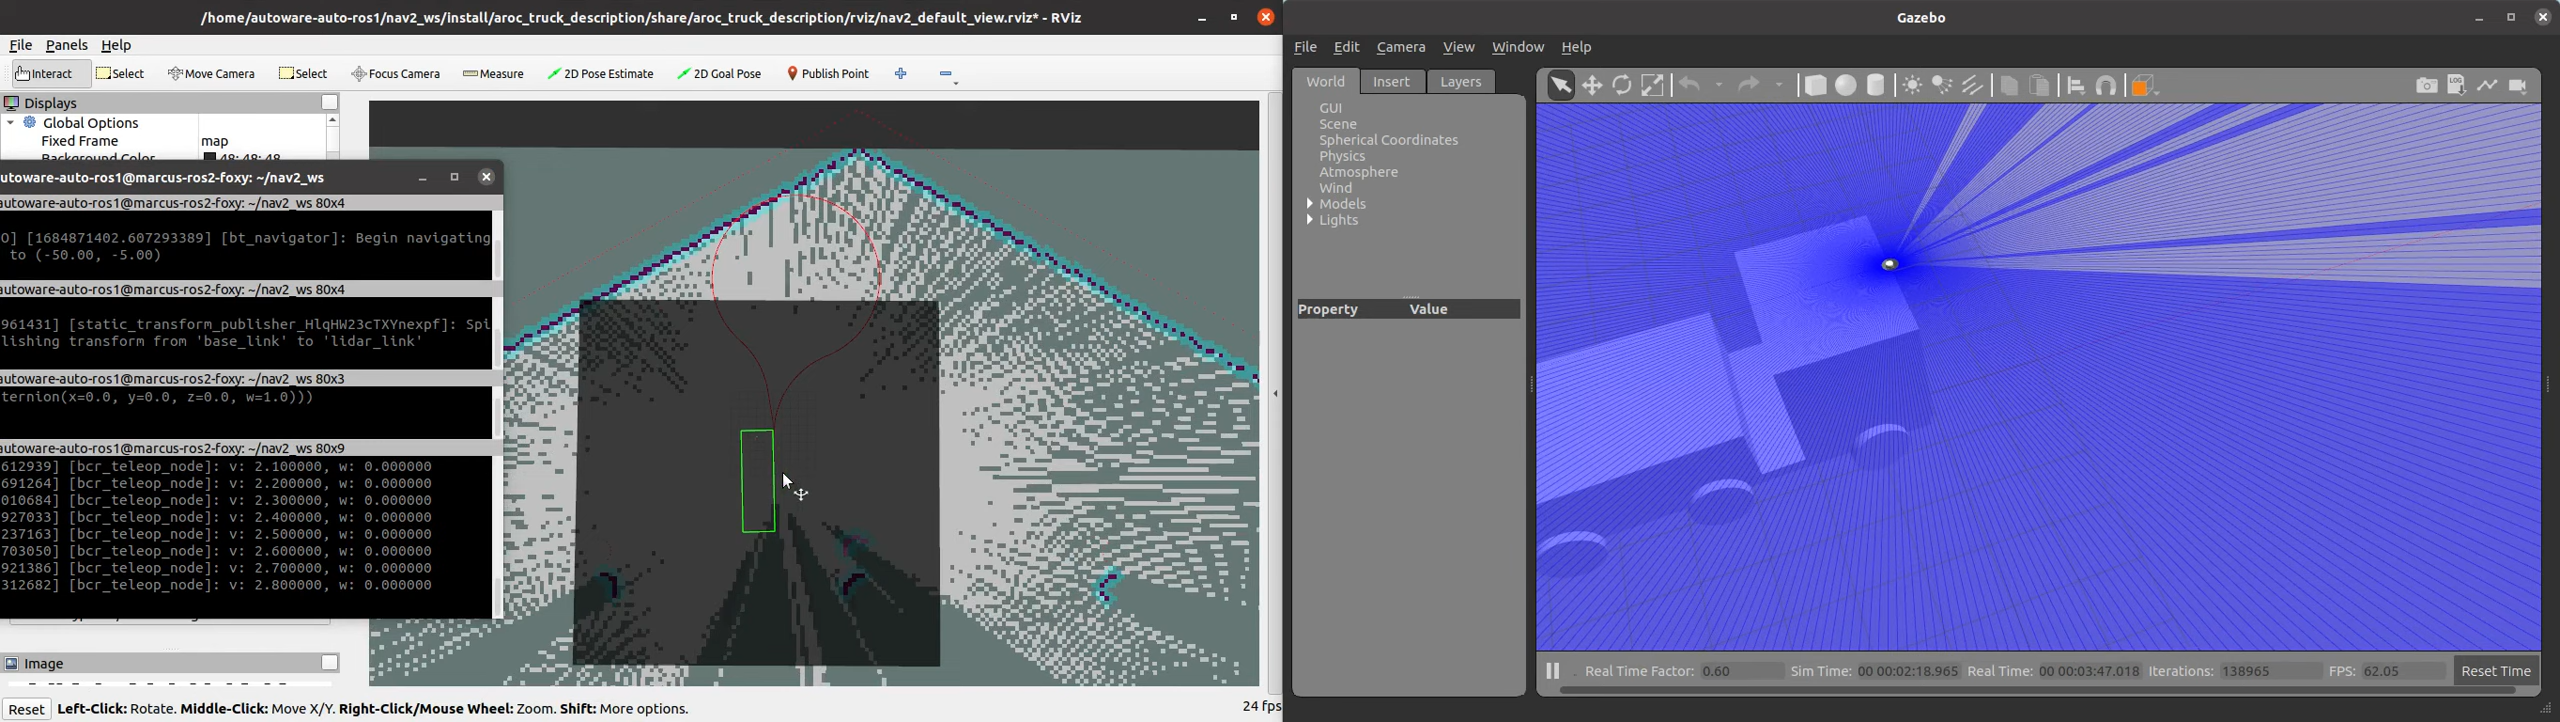 /home/autoware-auto-ros1/nav2_ws/install/aroc_truck_description/share/aroc_truck_description/rviz/nav2_default_view.rviz* - RViz
File Panels Help
Interact Select Move Camera Select Focus Camera Measure 2D Pose Estimate 2D Goal Pose Publish Point
Displays
Global Options
Fixed Frame map
Background Color 48; 48; 48
utoware-auto-ros1@marcus-ros2-foxy: ~/nav2_ws
autoware-auto-ros1@marcus-ros2-foxy: ~/nav2_ws 80x4
O] [1684871402.607293389] [bt_navigator]: Begin navigating
to (-50.00, -5.00)
autoware-auto-ros1@marcus-ros2-foxy: ~/nav2_ws 80x4
961431] [static_transform_publisher_HlqHW23cTXYnexpf]: Spi
lishing transform from 'base_link' to 'lidar_link'
autoware-auto-ros1@marcus-ros2-foxy: ~/nav2_ws 80x3
ternion(x=0.0, y=0.0, z=0.0, w=1.0)))
autoware-auto-ros1@marcus-ros2-foxy: ~/nav2_ws 80x9
612939] [bcr_teleop_node]: v: 2.100000, w: 0.000000
691264] [bcr_teleop_node]: v: 2.200000, w: 0.000000
010684] [bcr_teleop_node]: v: 2.300000, w: 0.000000
927033] [bcr_teleop_node]: v: 2.400000, w: 0.000000
237163] [bcr_teleop_node]: v: 2.500000, w: 0.000000
703050] [bcr_teleop_node]: v: 2.600000, w: 0.000000
921386] [bcr_teleop_node]: v: 2.700000, w: 0.000000
312682] [bcr_teleop_node]: v: 2.800000, w: 0.000000
Image
Reset Left-Click: Rotate. Middle-Click: Move X/Y. Right-Click/Mouse Wheel: Zoom. Shift: More options.
24 fps
Gazebo
File Edit Camera View Window Help
World Insert Layers
GUI
Scene
Spherical Coordinates
Physics
Atmosphere
Wind
Models
Lights
Property Value
LOG
Real Time Factor: 0.60 Sim Time: 00 00:02:18.965 Real Time: 00 00:03:47.018 Iterations: 138965 FPS: 62.05 Reset Time